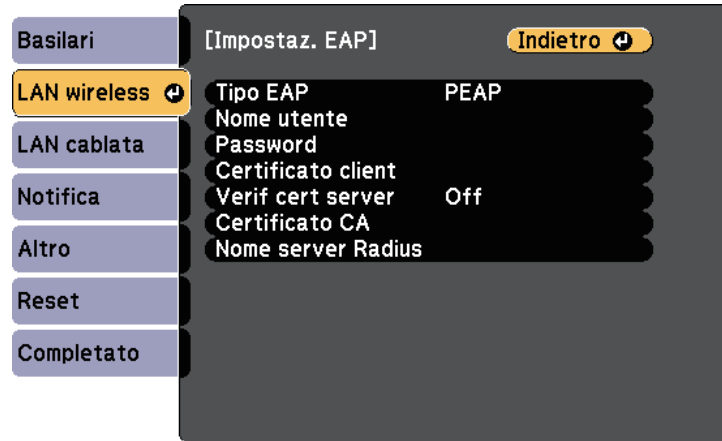 Basilari
[Impostaz. EAP]
Indietro
LAN wireless
Tipo EAP PEAP
Nome utente
LAN cablata
Password
Certificato client
Notifica
Verif cert server Off
Certificato CA
Altro
Nome server Radius
Reset
Completato